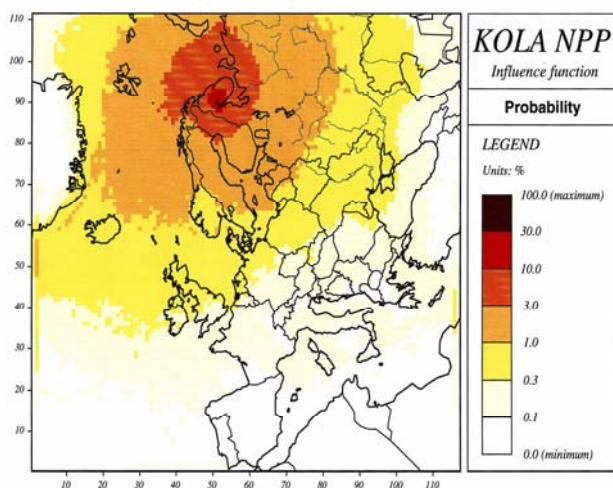 KOLA NPP
Influence function
Probability
LEGEND
Units: %
100.0 (maximum)
30.0
10.0
3.0
1.0
0.3
0.1
0.0 (minimum)
110
100
90
80
70
60
50
40
30
20
10
10 20 30 40 50 60 70 80 90 100 110